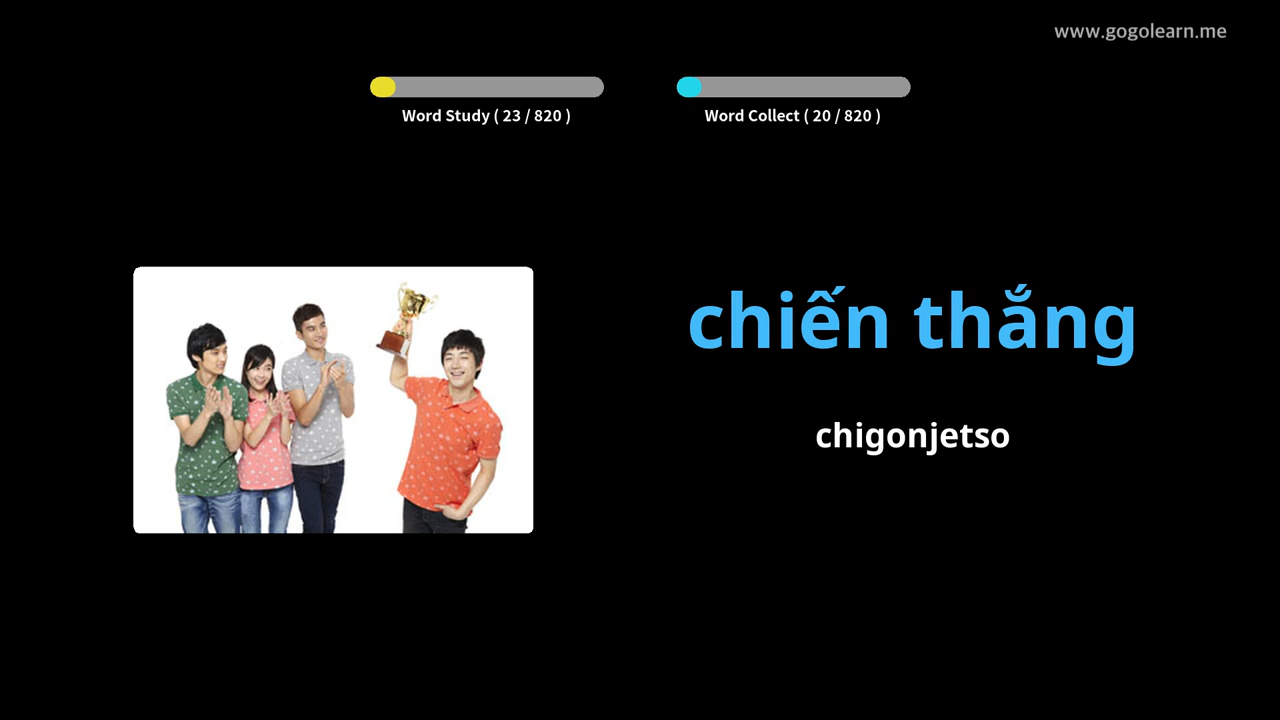 www.gogolearn.me
Word Study ( 23 / 820 )
Word Collect ( 20 / 820 )
chiến thắng
chigonjetso